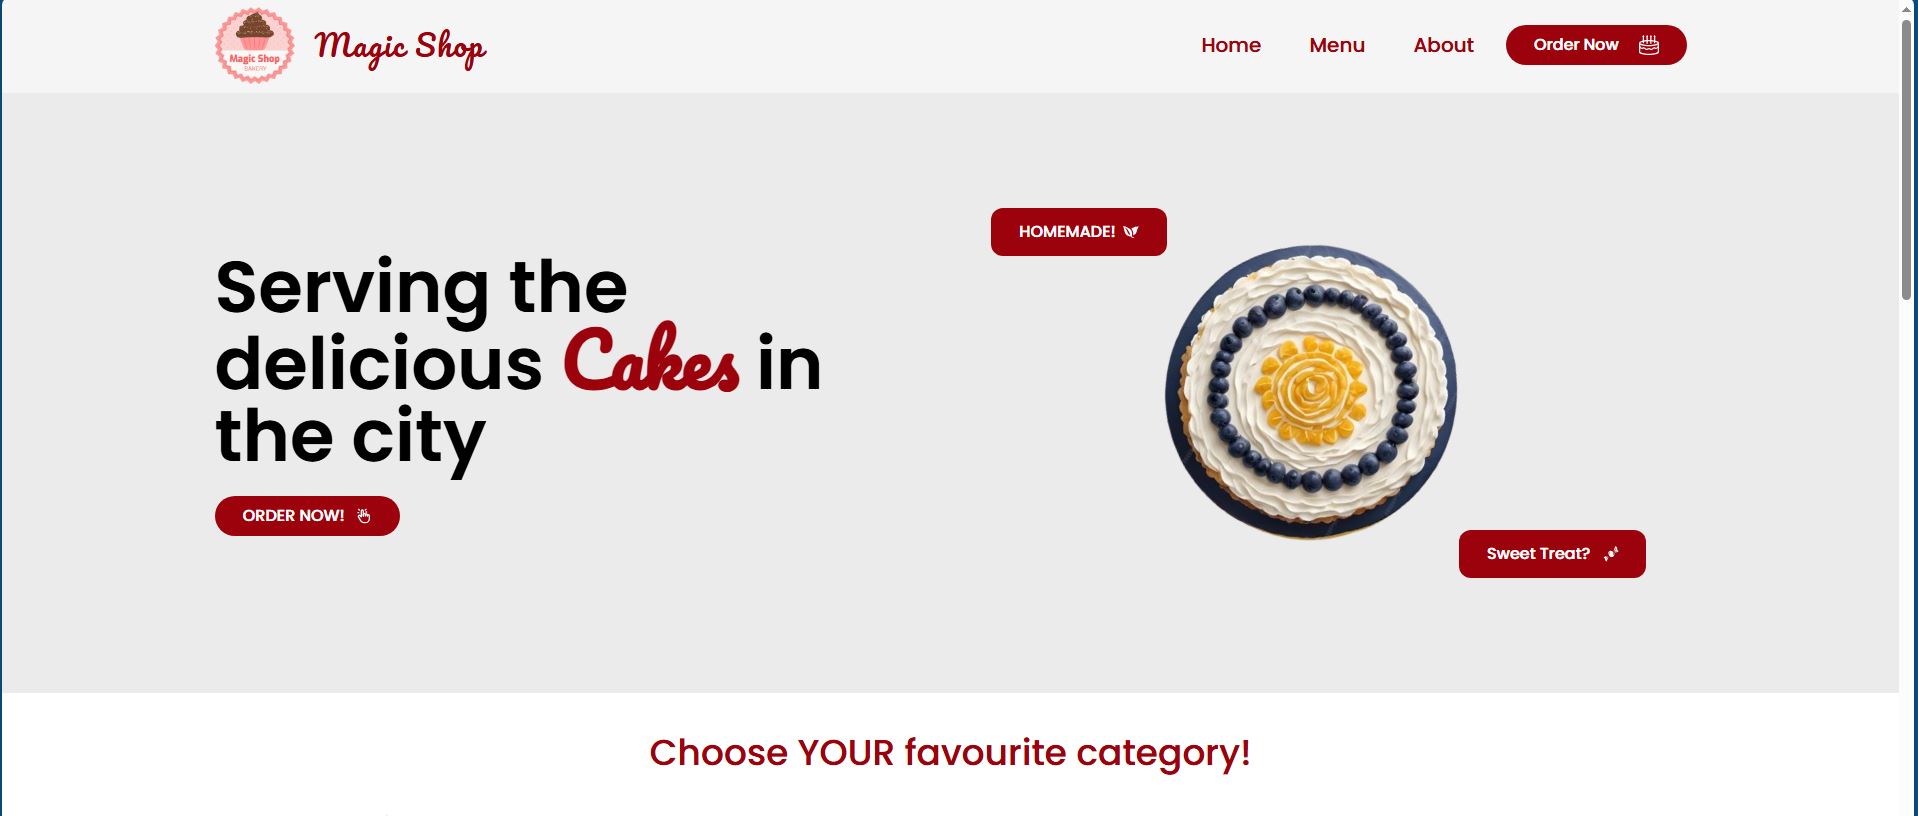 Magic Shop
BAKERY
Magic Shop
Home
Menu
About
Order Now
Serving the
delicious Cakes in
the city
ORDER NOW!
HOMEMADE!
Sweet Treat?
Choose YOUR favourite category!